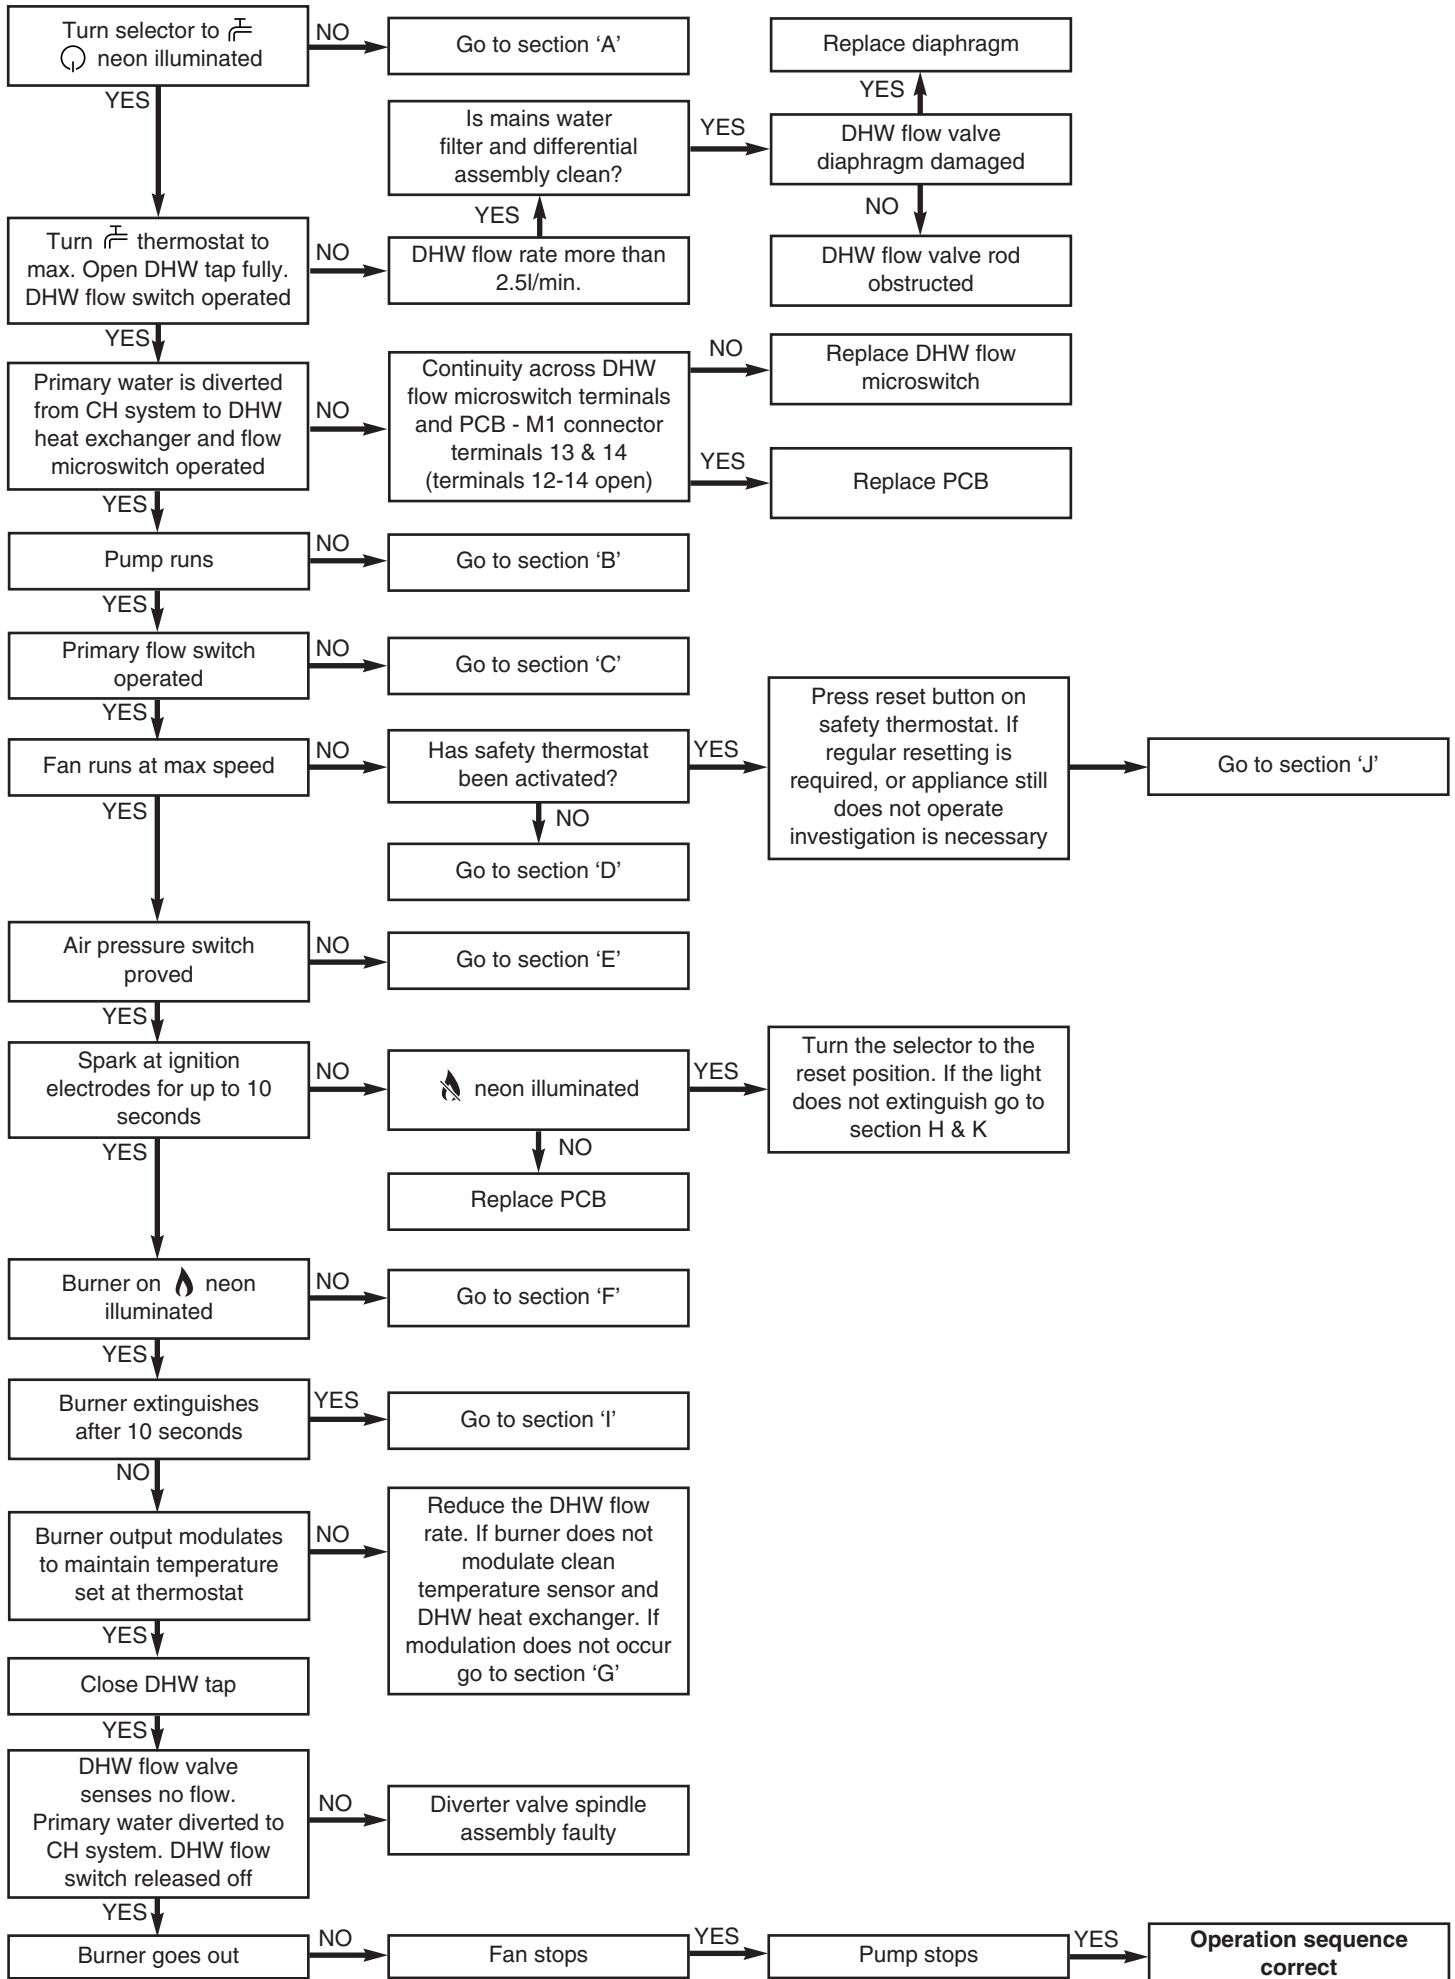 Turn selector to
neon illuminated
NO
Go to section ‘A’
YES
Replace diaphragm
YES
Is mains water
filter and differential
assembly clean?
YES
DHW flow valve
diaphragm damaged
YES
NO
Turn thermostat to
max. Open DHW tap fully.
DHW flow switch operated
NO
DHW flow rate more than
2.5l/min.
DHW flow valve rod
obstructed
YES
Primary water is diverted
from CH system to DHW
heat exchanger and flow
microswitch operated
NO
Continuity across DHW
flow microswitch terminals
and PCB - M1 connector
terminals 13 & 14
(terminals 12-14 open)
NO
Replace DHW flow
microswitch
YES
Replace PCB
YES
Pump runs
NO
Go to section ‘B’
YES
Primary flow switch
operated
NO
Go to section ‘C’
YES
Fan runs at max speed
NO
Has safety thermostat
been activated?
YES
Press reset button on
safety thermostat. If
regular resetting is
required, or appliance still
does not operate
investigation is necessary
Go to section ‘J’
NO
Go to section ‘D’
YES
Air pressure switch
proved
NO
Go to section ‘E’
YES
Spark at ignition
electrodes for up to 10
seconds
NO
neon illuminated
YES
Turn the selector to the
reset position. If the light
does not extinguish go to
section H & K
NO
Replace PCB
YES
Burner on neon
illuminated
NO
Go to section ‘F’
YES
Burner extinguishes
after 10 seconds
YES
Go to section ‘I’
NO
Burner output modulates
to maintain temperature
set at thermostat
NO
Reduce the DHW flow
rate. If burner does not
modulate clean
temperature sensor and
DHW heat exchanger. If
modulation does not occur
go to section ‘G’
YES
Close DHW tap
YES
DHW flow valve
senses no flow.
Primary water diverted to
CH system. DHW flow
switch released off
NO
Diverter valve spindle
assembly faulty
YES
Burner goes out
NO
Fan stops
YES
Pump stops
YES
Operation sequence
correct